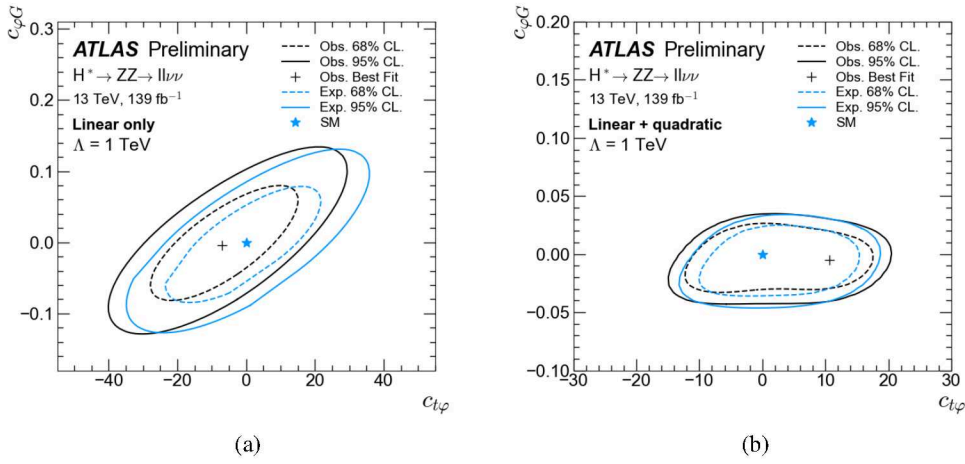 ATLAS Preliminary
H* → ZZ → llνν
13 TeV, 139 fb⁻¹
Linear only
Λ = 1 TeV
Obs. 68% CL.
Obs. 95% CL.
Obs. Best Fit
Exp. 68% CL.
Exp. 95% CL.
SM
c_φG
0.3
0.2
0.1
0.0
−0.1
−40 −20 0 20 40
c_tφ
(a)
ATLAS Preliminary
H* → ZZ → llνν
13 TeV, 139 fb⁻¹
Linear + quadratic
Λ = 1 TeV
Obs. 68% CL.
Obs. 95% CL.
Obs. Best Fit
Exp. 68% CL.
Exp. 95% CL.
SM
c_φG
0.20
0.15
0.10
0.05
0.00
−0.05
−0.10
−30 −20 −10 0 10 20 30
c_tφ
(b)